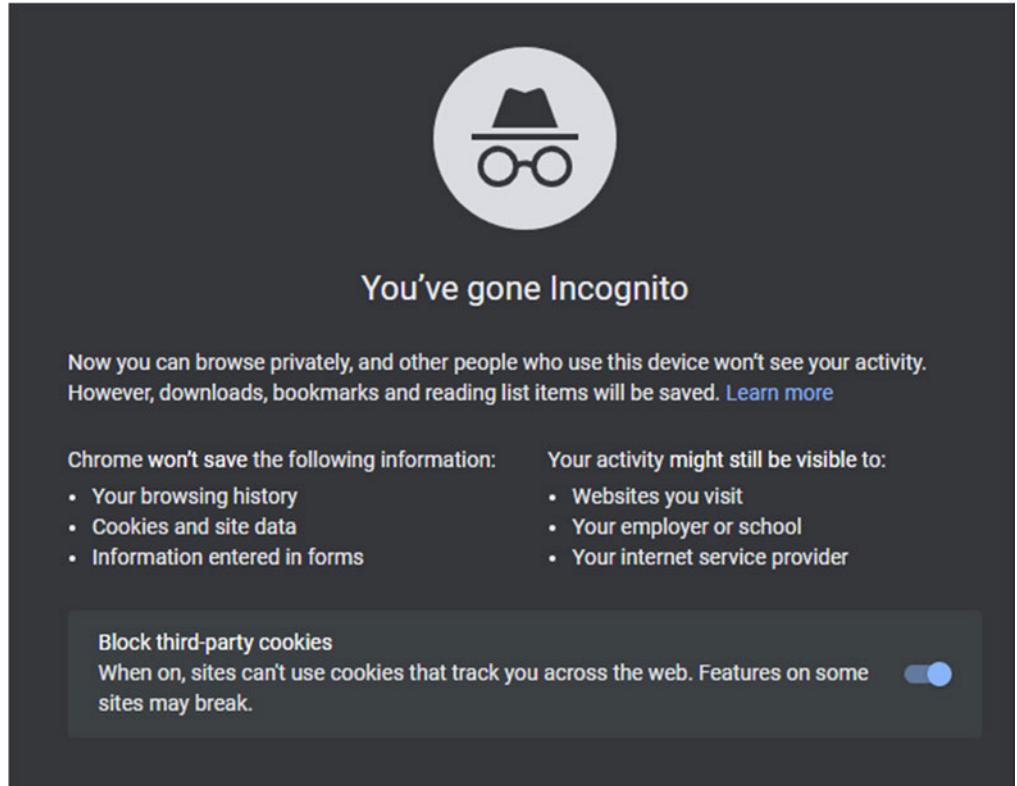 You've gone Incognito
Now you can browse privately, and other people who use this device won't see your activity.
However, downloads, bookmarks and reading list items will be saved. Learn more
Chrome won't save the following information:
• Your browsing history
• Cookies and site data
• Information entered in forms
Your activity might still be visible to:
• Websites you visit
• Your employer or school
• Your internet service provider
Block third-party cookies
When on, sites can't use cookies that track you across the web. Features on some
sites may break.